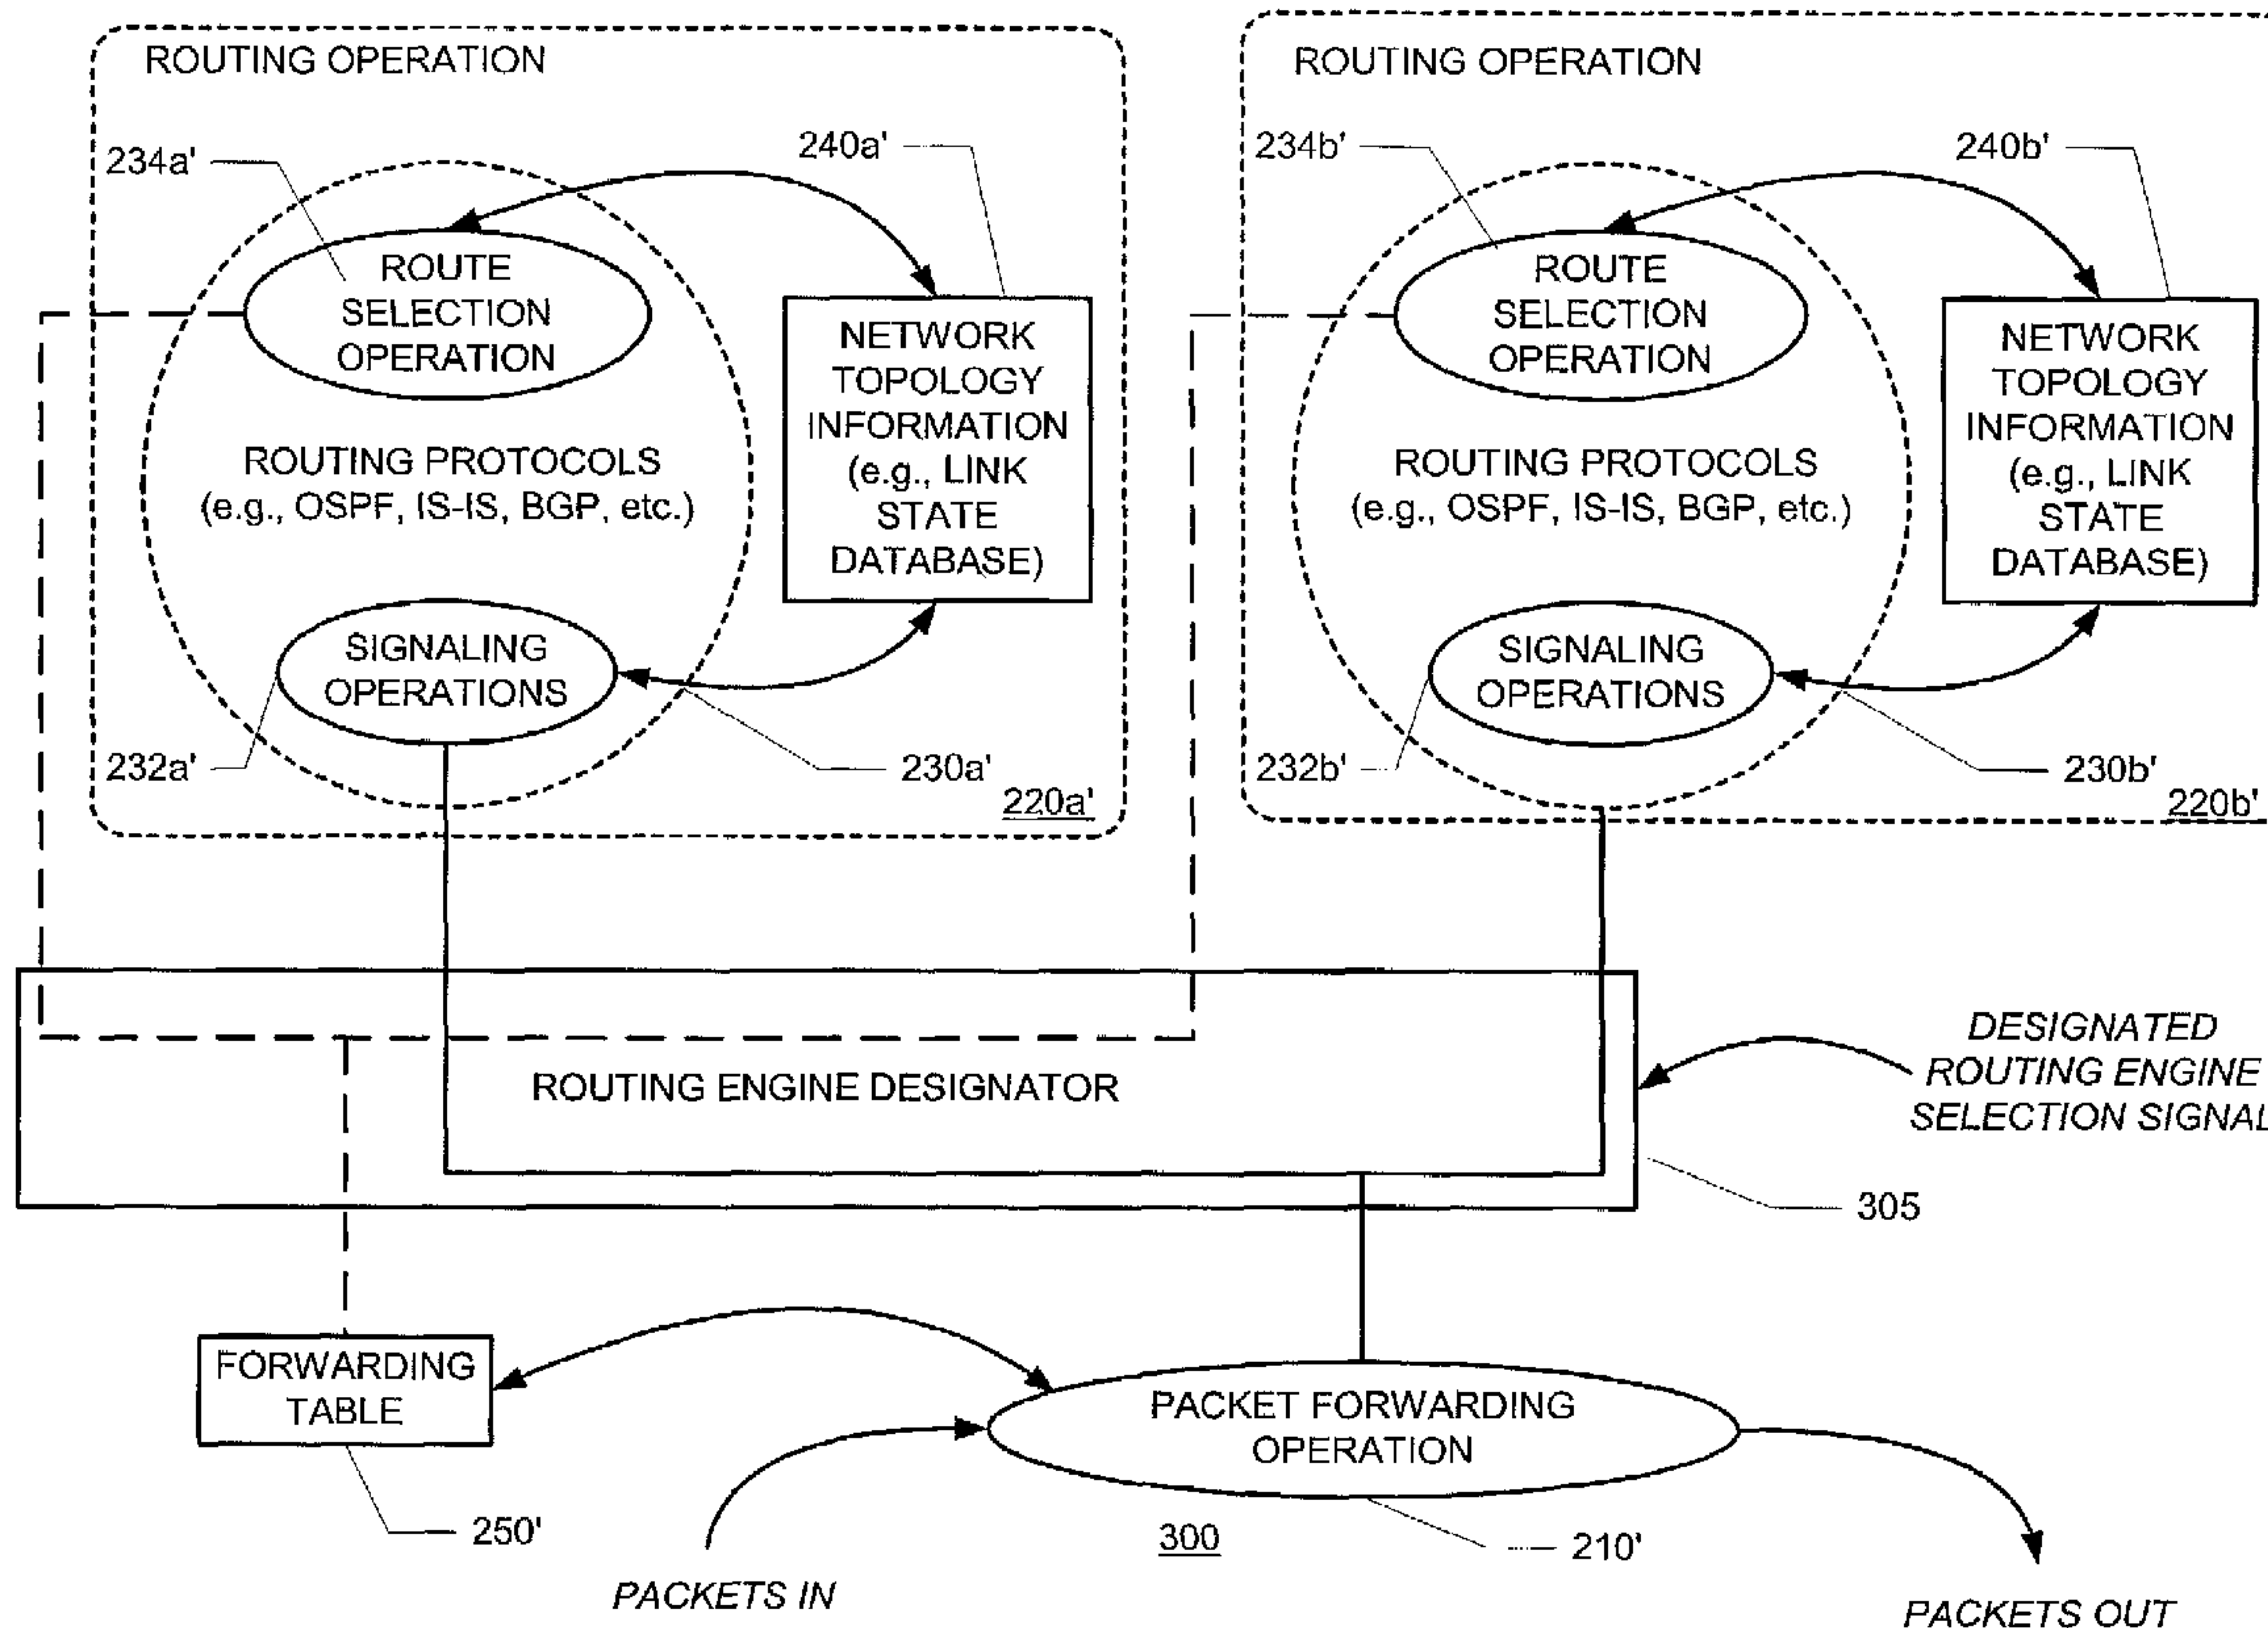 ROUTING OPERATION
234a'
240a'
ROUTE
SELECTION
OPERATION
NETWORK
TOPOLOGY
INFORMATION
(e.g., LINK
STATE
DATABASE)
ROUTING PROTOCOLS
(e.g., OSPF, IS-IS, BGP, etc.)
SIGNALING
OPERATIONS
232a'
230a'
220a'
ROUTING OPERATION
234b'
240b'
ROUTE
SELECTION
OPERATION
NETWORK
TOPOLOGY
INFORMATION
(e.g., LINK
STATE
DATABASE)
ROUTING PROTOCOLS
(e.g., OSPF, IS-IS, BGP, etc.)
SIGNALING
OPERATIONS
232b'
230b'
220b'
ROUTING ENGINE DESIGNATOR
DESIGNATED
ROUTING ENGINE
SELECTION SIGNAL
305
FORWARDING
TABLE
250'
PACKET FORWARDING
OPERATION
210'
300
PACKETS IN
PACKETS OUT